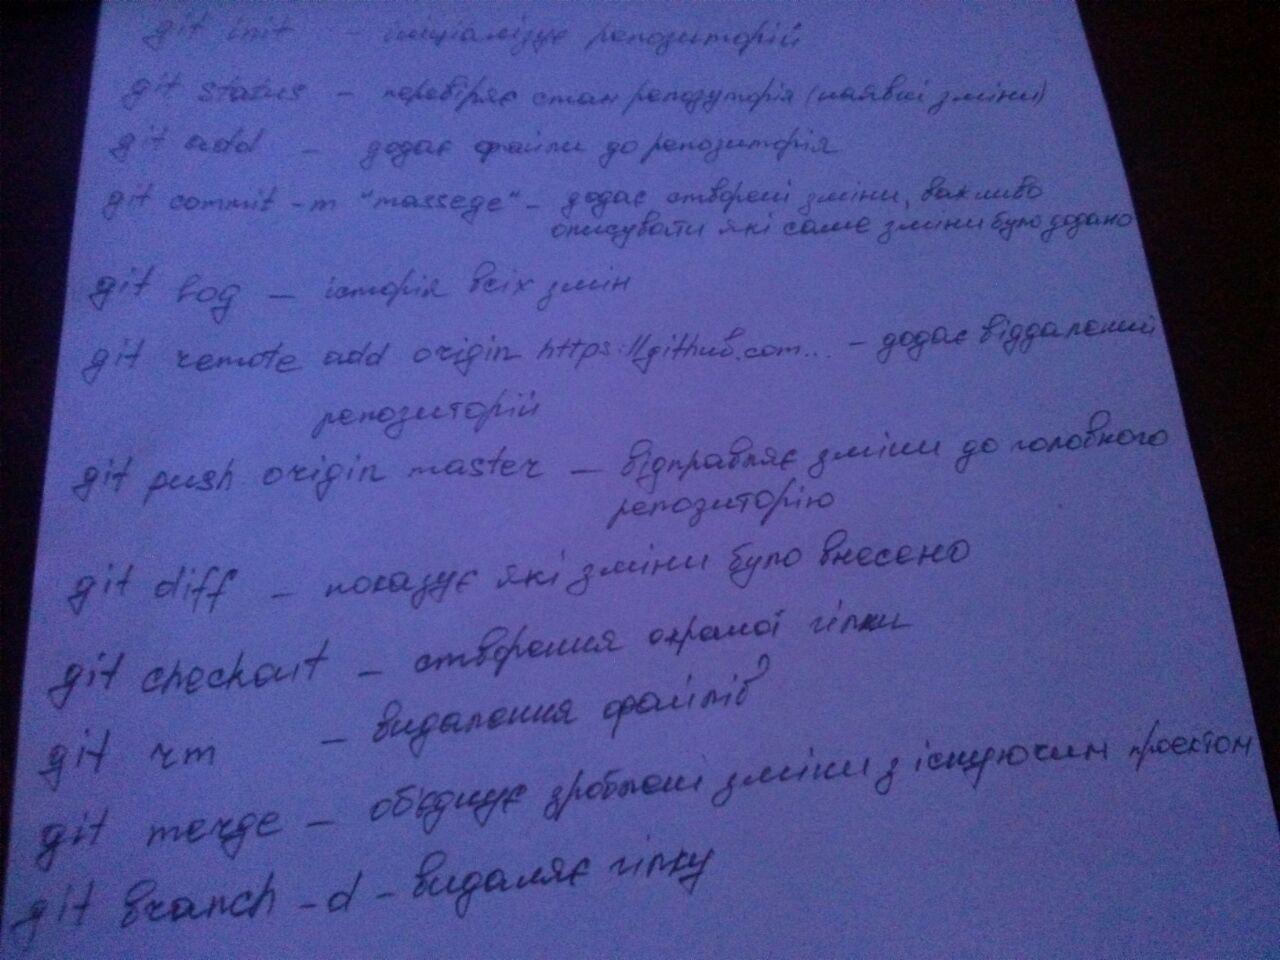 git init - ініціалізує репозиторій
git status - перевіряє стан репозуторія (наявні зміни)
git add - додає файли до репозиторія
git commit -m "massege" - додає створені зміни, важливо
описувати які саме зміни було додано
git log - історія всіх змін
git remote add origin https://github.com... - додає віддалений
репозиторій
git push origin master - відправляє зміни до головного
репозиторію
git diff - показує які зміни було внесено
git checkout - створення окремої гілки
git rm - видалення файлів
git merge - об'єднує зроблені зміни з існуючим проєктом
git branch -d - видаляє гілку